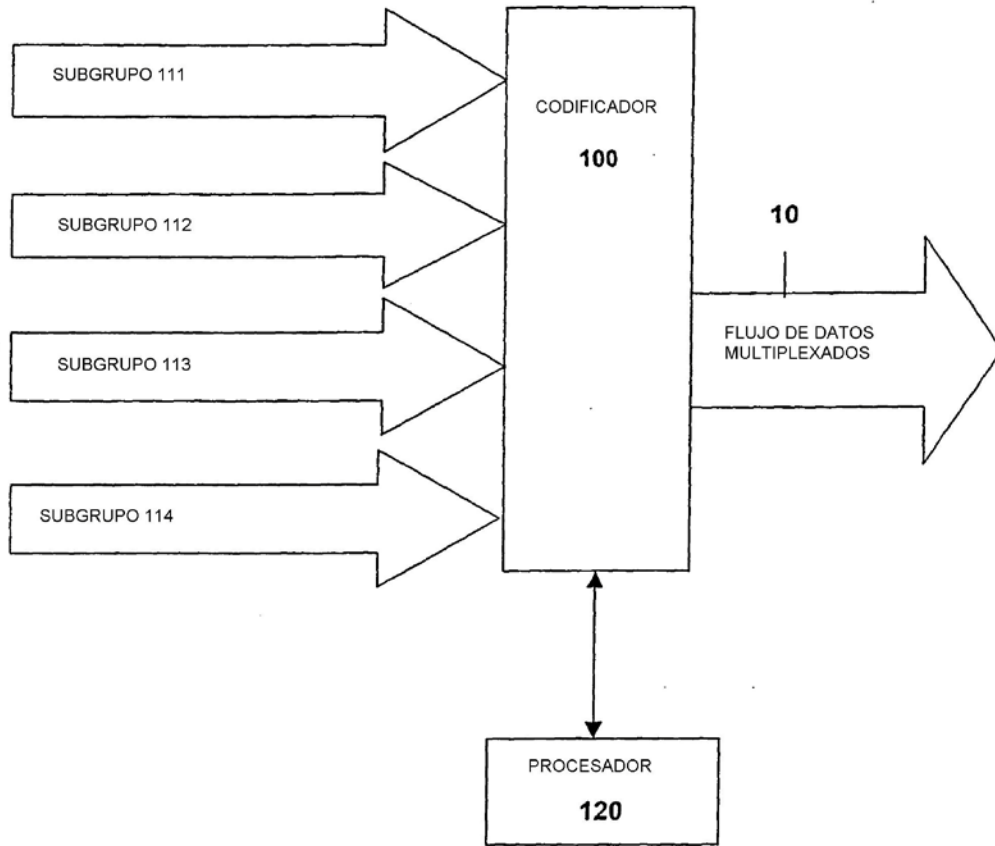 SUBGRUPO 111
CODIFICADOR
100
SUBGRUPO 112
10
SUBGRUPO 113
FLUJO DE DATOS
MULTIPLEXADOS
SUBGRUPO 114
PROCESADOR
120